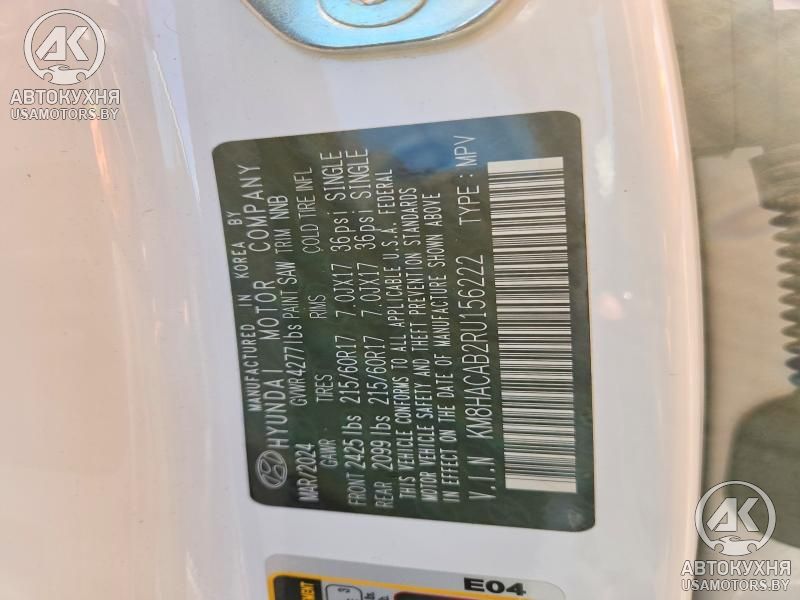 AK
АВТОКУХНЯ
USAMOTORS.BY
MANUFACTURED IN KOREA BY
HYUNDAI MOTOR COMPANY
MAR/2024 GVWR 4277lbs PAINT SAW TRIM NNB
GAWR TIRES RMS COLD TIRE INFL
FRONT 2425 lbs 215/60R17 7.0JX17 36psi SINGLE
REAR 2099 lbs 215/60R17 7.0JX17 36psi SINGLE
THIS VEHICLE CONFORMS TO ALL APPLICABLE U.S.A. FEDERAL
MOTOR VEHICLE SAFETY AND THEFT PREVENTION STANDARDS
IN EFFECT ON THE DATE OF MANUFACTURE SHOWN ABOVE
V.I.N KM8HACAB2RU156222 TYPE : MPV
E04
AK
АВТОКУХНЯ
USAMOTORS.BY